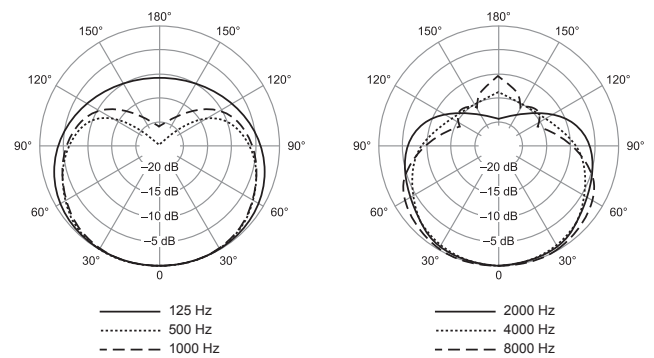 180° 180°
150° 150° 150° 150°
120° 120° 120° 120°
90° 90° 90° 90°
–20 dB –20 dB
–15 dB –15 dB
60° 60° 60° 60°
–10 dB –10 dB
–5 dB –5 dB
30° 30° 30° 30°
0 0
125 Hz 2000 Hz
500 Hz 4000 Hz
1000 Hz 8000 Hz